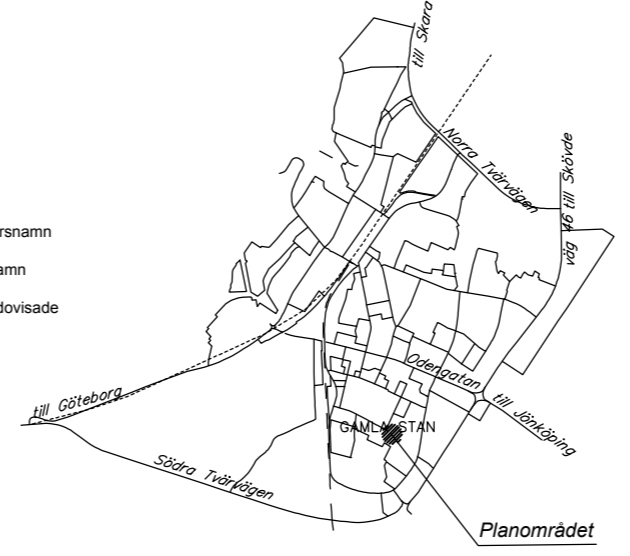 till Skara
Norra Tvärvägen
väg 46 till Skövde
rsnamn
amn
dovisade
till Göteborg
Odengatan
till Jönköping
GAMLA STAN
Södra Tvärvägen
Planområdet